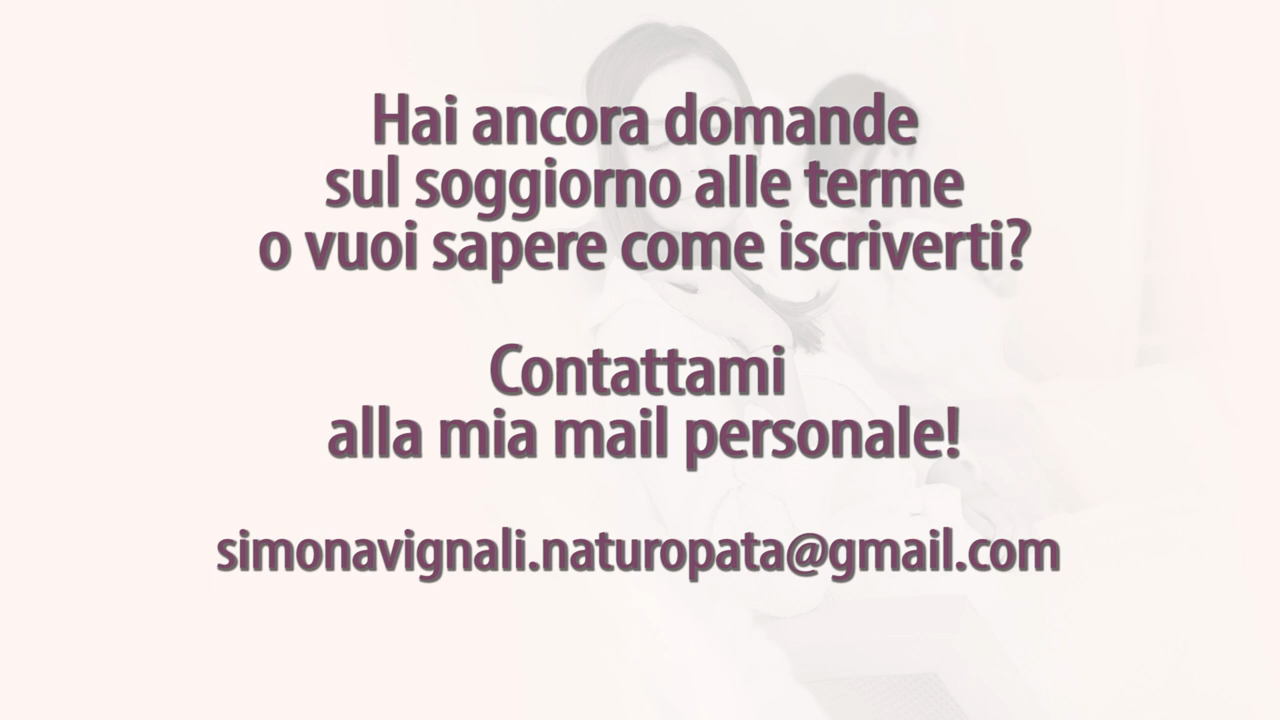 Hai ancora domande
sul soggiorno alle terme
o vuoi sapere come iscriverti?
Contattami
alla mia mail personale!
simonavignali.naturopata@gmail.com